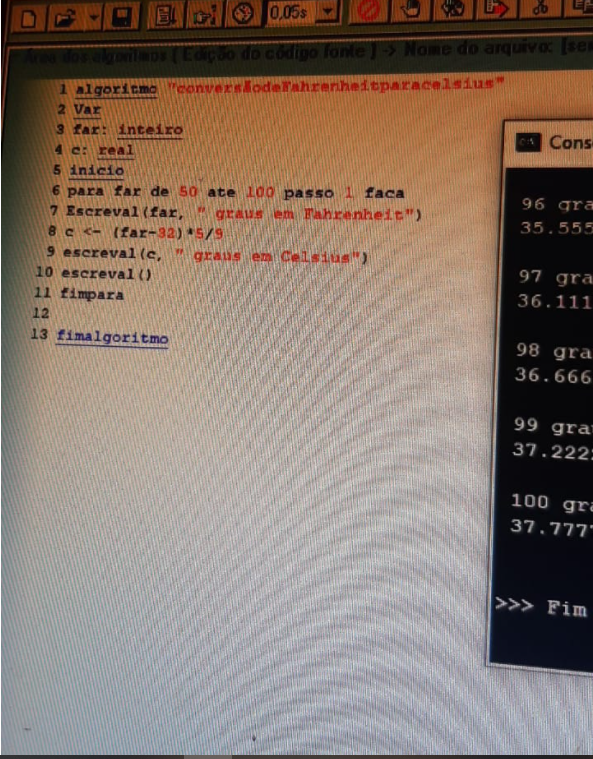 0,05s
Área dos algoritmos ( Edição do código fonte ) -> Nome do arquivo: [se
1 algoritmo "conversãodeFahrenheitparacelsius"
2 Var
3 far: inteiro
4 c: real
5 inicio
6 para far de 50 ate 100 passo 1 faca
7 Escreval(far, " graus em Fahrenheit")
8 c <- (far-32)*5/9
9 escreval(c, " graus em Celsius")
10 escreval()
11 fimpara
12
13 fimalgoritmo
Cons
96 gra
35.555
97 gra
36.111
98 gra
36.666
99 gra
37.222
100 gra
37.777
>>> Fim